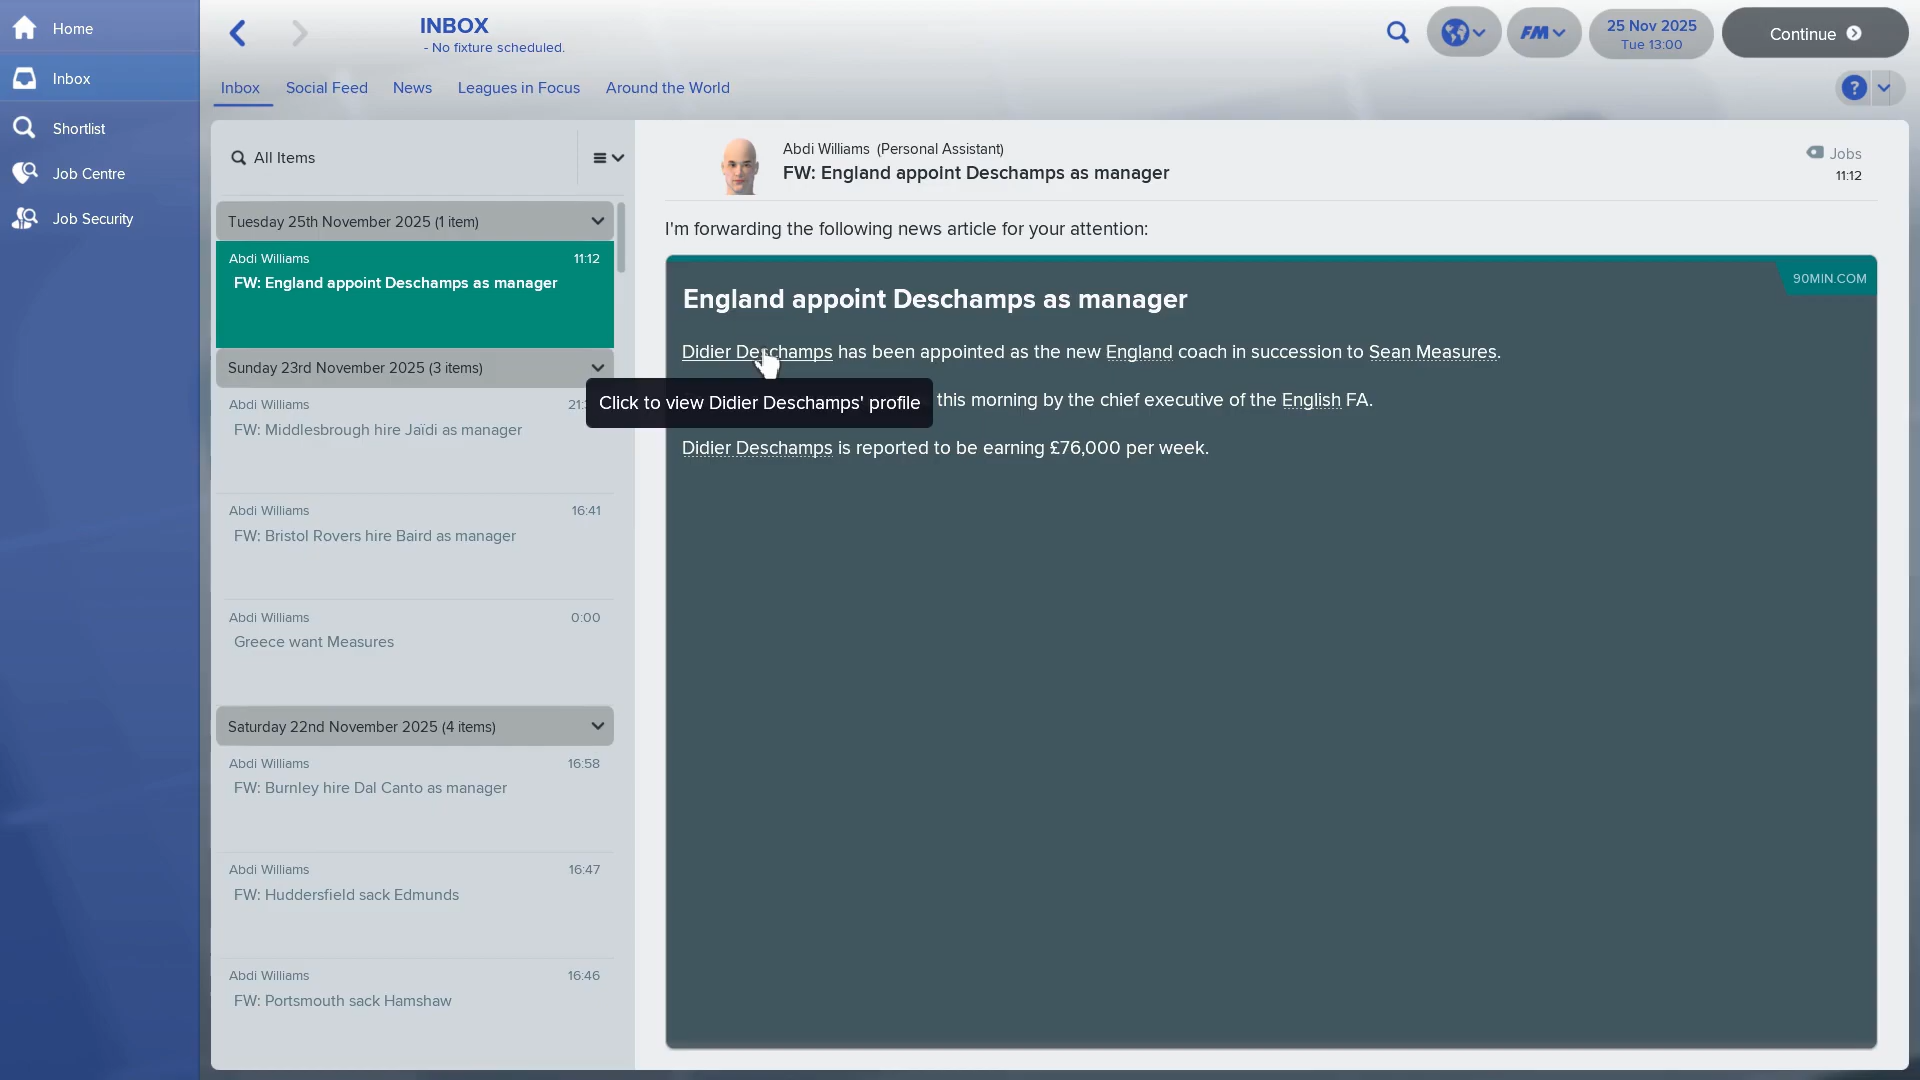 Home
Inbox
Shortlist
Job Centre
Job Security
INBOX
- No fixture scheduled.
FM
25 Nov 2025
Tue 13:00
Continue
Inbox
Social Feed
News
Leagues in Focus
Around the World
?
All Items
Tuesday 25th November 2025 (1 item)
Abdi Williams 11:12
FW: England appoint Deschamps as manager
Sunday 23rd November 2025 (3 items)
Abdi Williams 21:
FW: Middlesbrough hire Jaïdi as manager
Abdi Williams 16:41
FW: Bristol Rovers hire Baird as manager
Abdi Williams 0:00
Greece want Measures
Saturday 22nd November 2025 (4 items)
Abdi Williams 16:58
FW: Burnley hire Dal Canto as manager
Abdi Williams 16:47
FW: Huddersfield sack Edmunds
Abdi Williams 16:46
FW: Portsmouth sack Hamshaw
Abdi Williams (Personal Assistant)
FW: England appoint Deschamps as manager
Jobs
11:12
I'm forwarding the following news article for your attention:
90MIN.COM
England appoint Deschamps as manager
Didier Deschamps has been appointed as the new England coach in succession to Sean Measures.
Click to view Didier Deschamps' profile
this morning by the chief executive of the English FA.
Didier Deschamps is reported to be earning £76,000 per week.